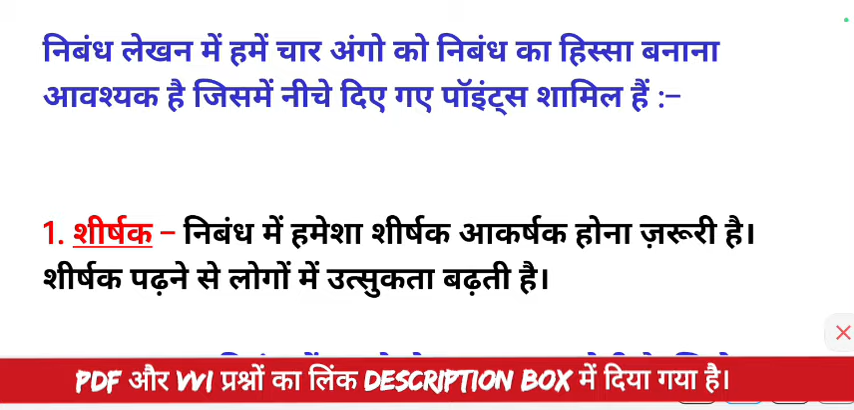 निबंध लेखन में हमें चार अंगो को निबंध का हिस्सा बनाना
आवश्यक है जिसमें नीचे दिए गए पॉइंट्स शामिल हैं :–
1. शीर्षक – निबंध में हमेशा शीर्षक आकर्षक होना ज़रूरी है।
शीर्षक पढ़ने से लोगों में उत्सुकता बढ़ती है।
PDF और VVI प्रश्नों का लिंक DESCRIPTION BOX में दिया गया है।